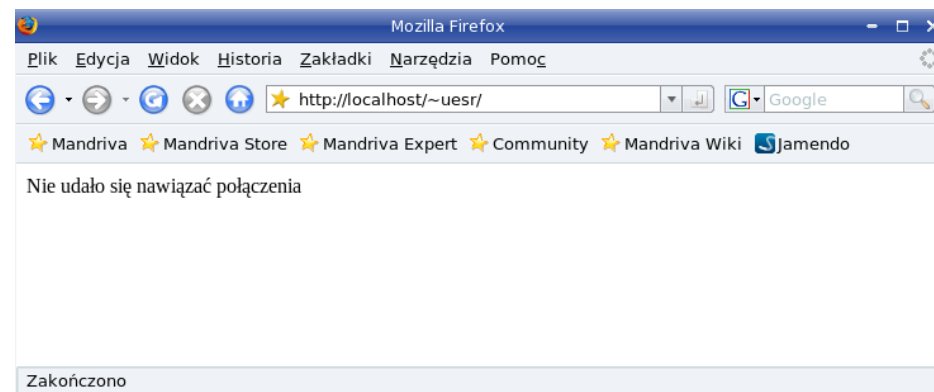 Mozilla Firefox
Plik Edycja Widok Historia Zakładki Narzędzia Pomoc
http://localhost/~uesr/ G Google
Mandriva Mandriva Store Mandriva Expert Community Mandriva Wiki Jamendo
Nie udało się nawiązać połączenia
Zakończono